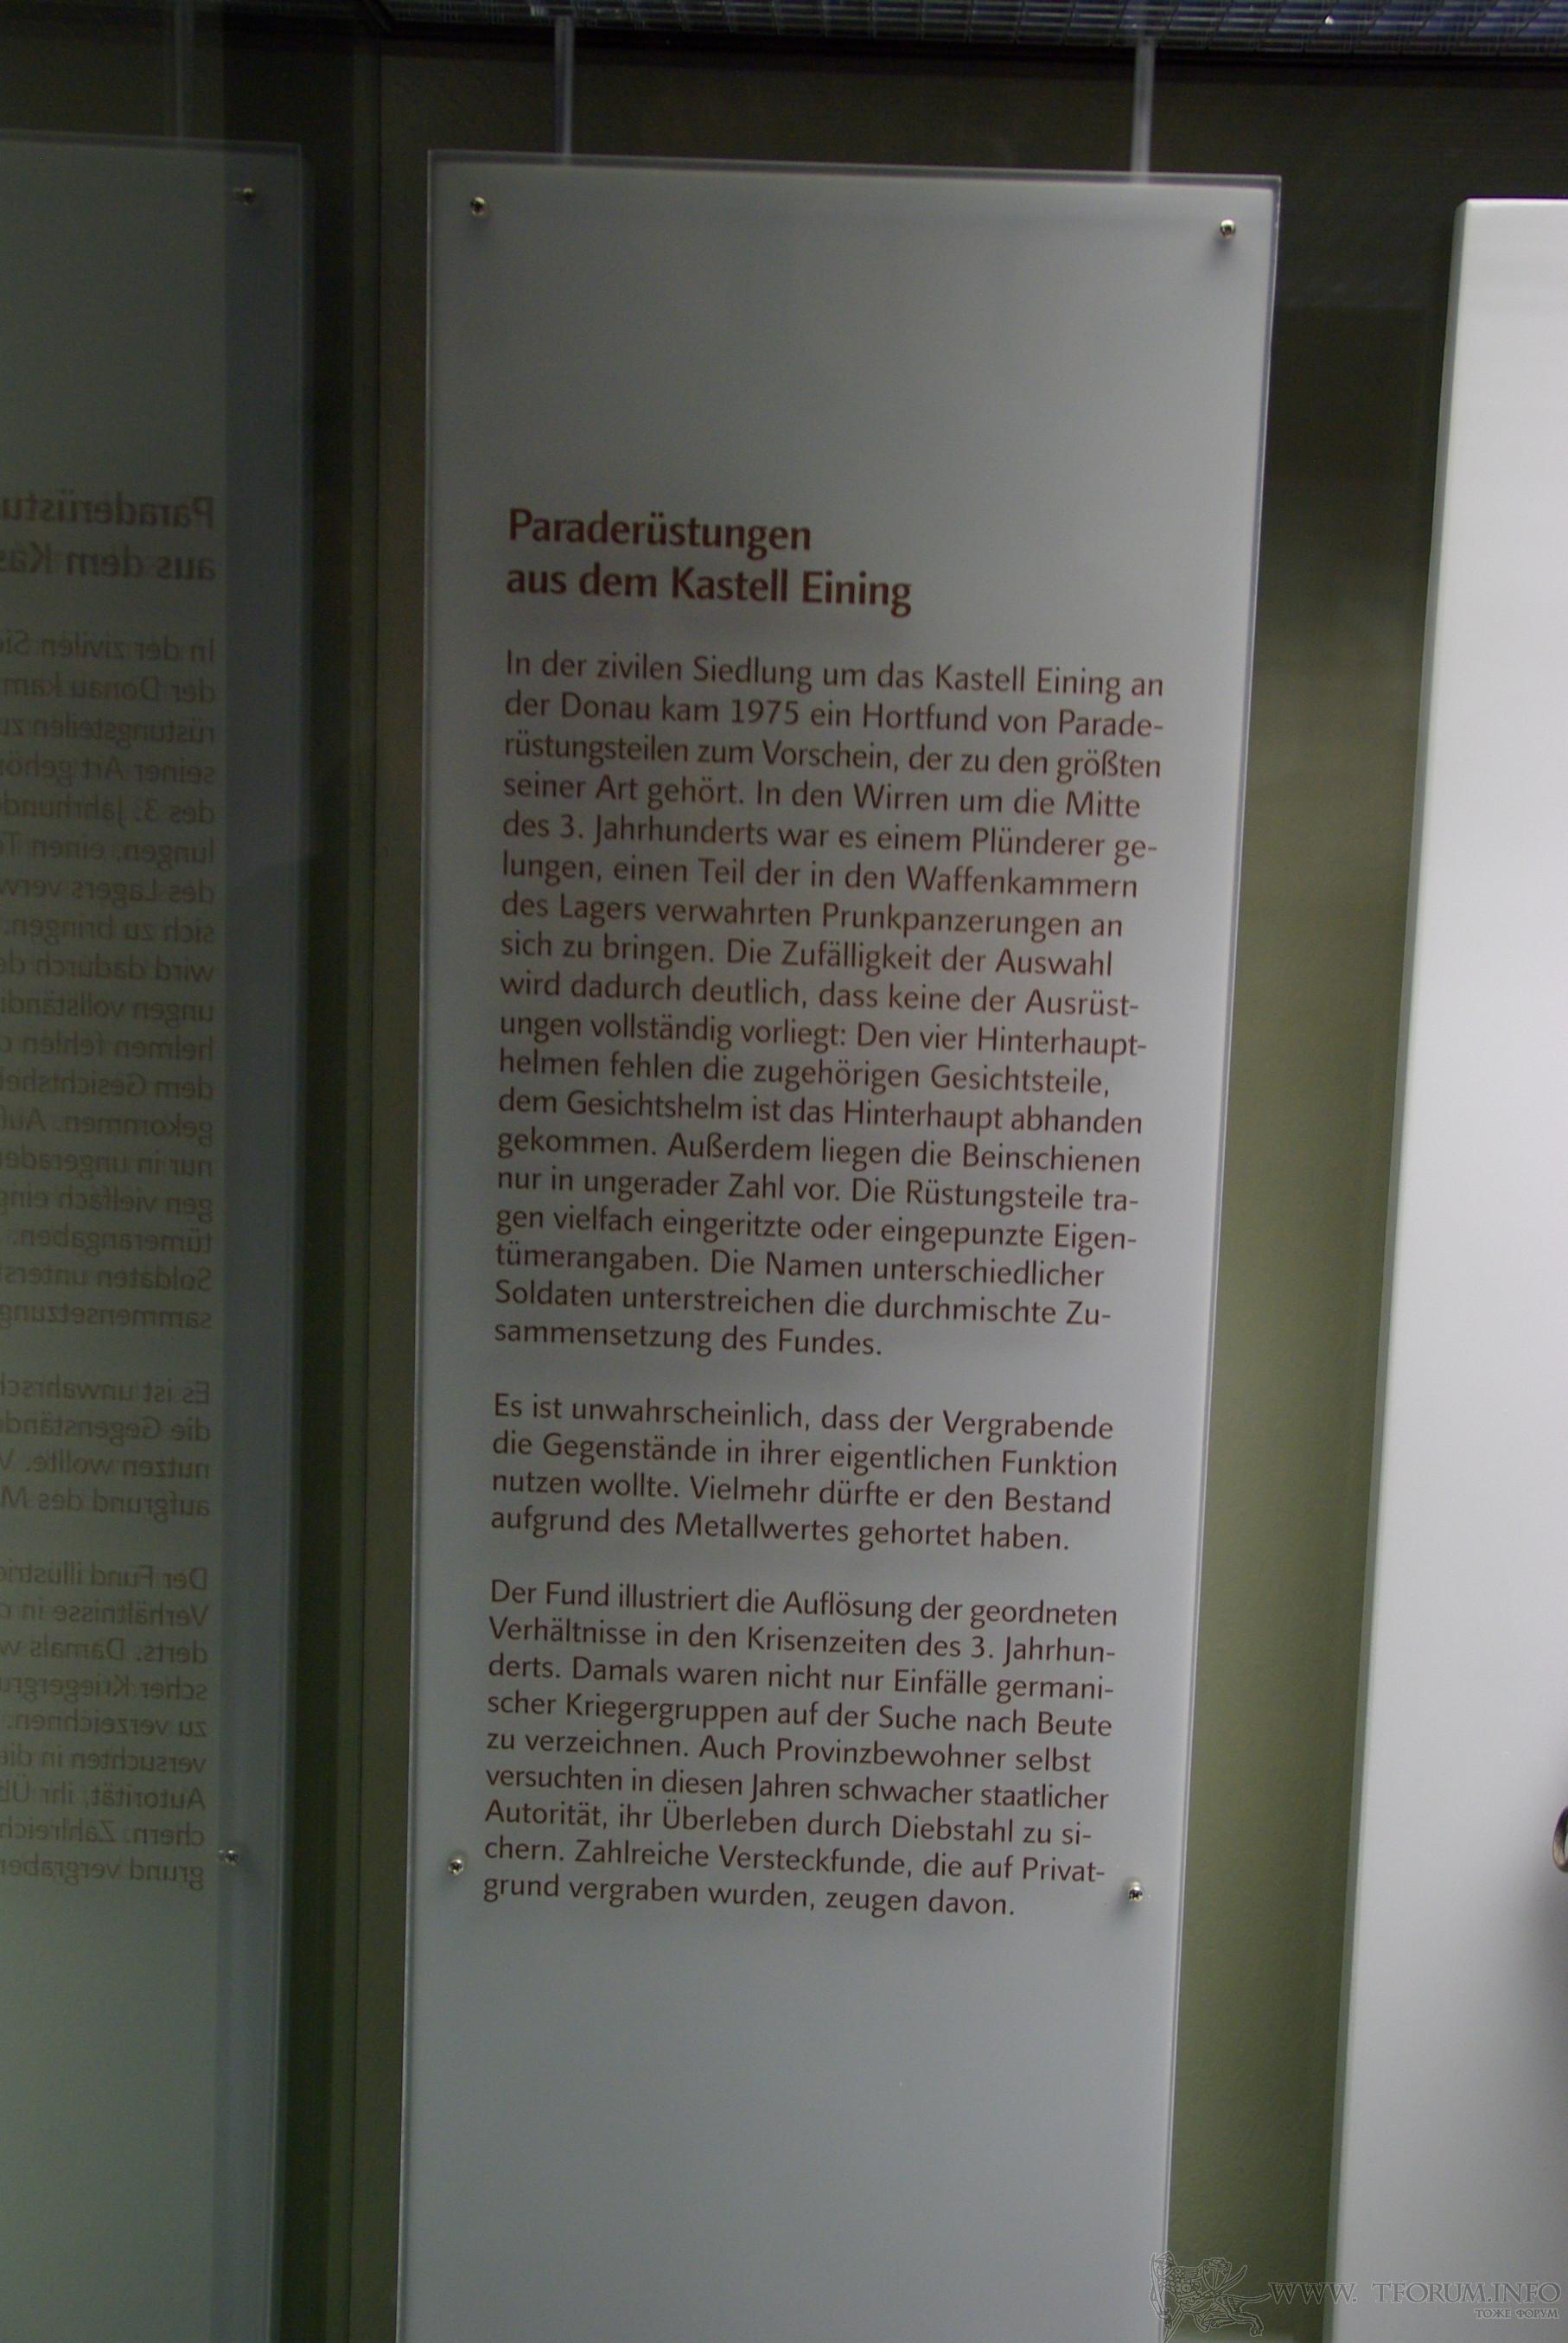 Paraderüstungen
aus dem Kastell Eining
In der zivilen Siedlung um das Kastell Eining an
der Donau kam 1975 ein Hortfund von Parade-
rüstungsteilen zum Vorschein, der zu den größten
seiner Art gehört. In den Wirren um die Mitte
des 3. Jahrhunderts war es einem Plünderer ge-
lungen, einen Teil der in den Waffenkammern
des Lagers verwahrten Prunkpanzerungen an
sich zu bringen. Die Zufälligkeit der Auswahl
wird dadurch deutlich, dass keine der Ausrüst-
ungen vollständig vorliegt: Den vier Hinterhaupt-
helmen fehlen die zugehörigen Gesichtsteile,
dem Gesichtshelm ist das Hinterhaupt abhanden
gekommen. Außerdem liegen die Beinschienen
nur in ungerader Zahl vor. Die Rüstungsteile tra-
gen vielfach eingeritzte oder eingepunzte Eigen-
tümerangaben. Die Namen unterschiedlicher
Soldaten unterstreichen die durchmischte Zu-
sammensetzung des Fundes.
Es ist unwahrscheinlich, dass der Vergrabende
die Gegenstände in ihrer eigentlichen Funktion
nutzen wollte. Vielmehr dürfte er den Bestand
aufgrund des Metallwertes gehortet haben.
Der Fund illustriert die Auflösung der geordneten
Verhältnisse in den Krisenzeiten des 3. Jahrhun-
derts. Damals waren nicht nur Einfälle germani-
scher Kriegergruppen auf der Suche nach Beute
zu verzeichnen. Auch Provinzbewohner selbst
versuchten in diesen Jahren schwacher staatlicher
Autorität, ihr Überleben durch Diebstahl zu si-
chern. Zahlreiche Versteckfunde, die auf Privat-
grund vergraben wurden, zeugen davon.
WWW. TFORUM.INFO
ТОЖЕ ФОРУМ